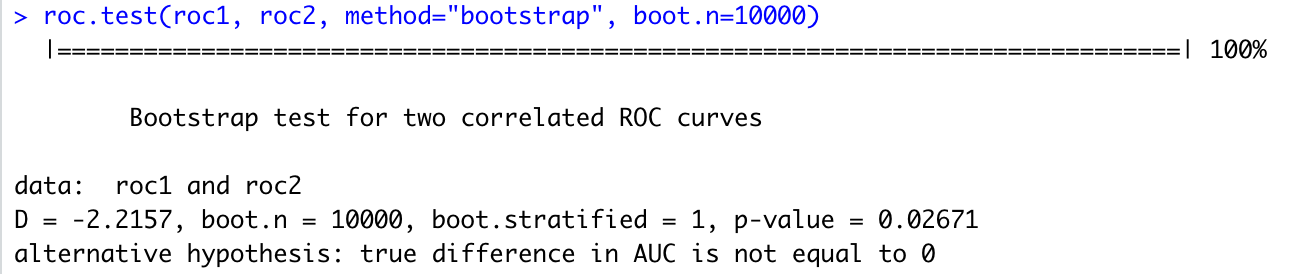 > roc.test(roc1, roc2, method="bootstrap", boot.n=10000)
|==============================================================================| 100%
Bootstrap test for two correlated ROC curves
data:  roc1 and roc2
D = -2.2157, boot.n = 10000, boot.stratified = 1, p-value = 0.02671
alternative hypothesis: true difference in AUC is not equal to 0